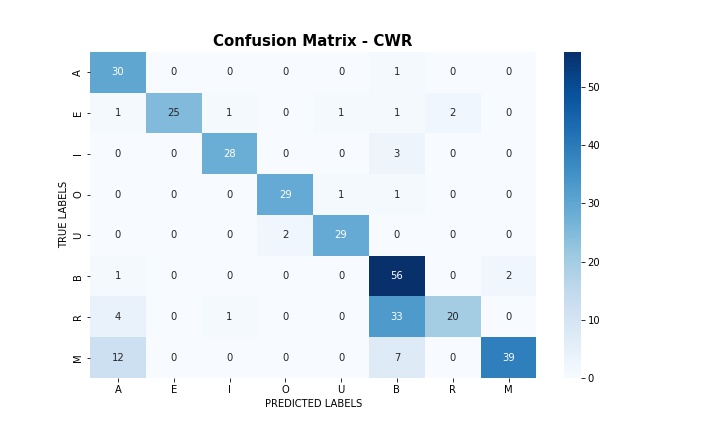 Confusion Matrix - CWR
TRUE LABELS
A 30 0 0 0 0 1 0 0
E 1 25 1 0 1 1 2 0
I 0 0 28 0 0 3 0 0
O 0 0 0 29 1 1 0 0
U 0 0 0 2 29 0 0 0
B 1 0 0 0 0 56 0 2
R 4 0 1 0 0 33 20 0
M 12 0 0 0 0 7 0 39
A E I O U B R M
PREDICTED LABELS
50
40
30
20
10
0